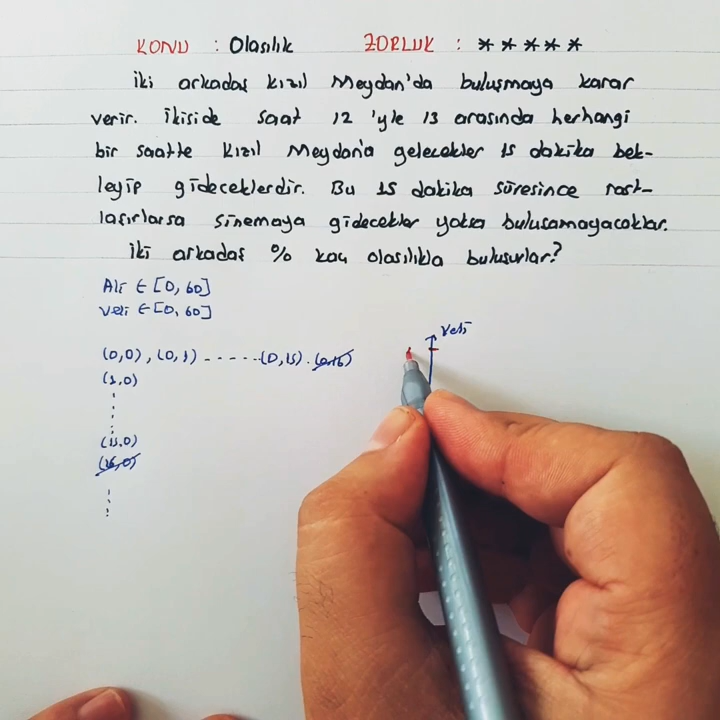 KONU : Olasılık ZORLUK : * * * * *
iki arkadaş Kızıl Meydan'da buluşmaya karar
verir. ikiside saat 12 'yle 13 arasında herhangi
bir saatte Kızıl Meydan'a gelecekler 15 dakika bek-
leyip gideceklerdir. Bu 15 dakika süresince rast-
laşırlarsa sinemaya gidecekler yoksa buluşamayacaklar.
iki arkadaş % kaç olasılıkla buluşurlar?
Ali ∈ [0, 60]
Veli ∈ [0, 60]
Veli
(0,0) , (0,1) - - - - - - (0,15) . (0,16)
(1,0)
(15,0)
(16,0)